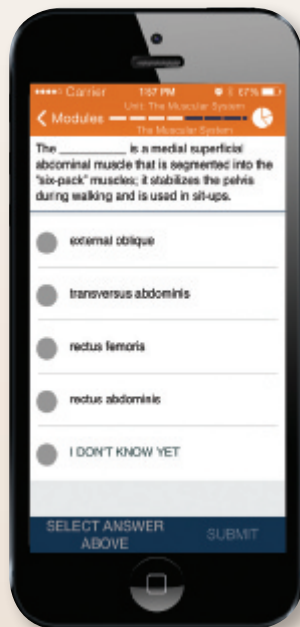 Carrier 1:57 PM 67%
Unit: The Muscular System
Modules
The Muscular System
The ________ is a medial superficial
abdominal muscle that is segmented into the
"six-pack" muscles; it stabilizes the pelvis
during walking and is used in sit-ups.
external oblique
transversus abdominis
rectus femoris
rectus abdominis
I DON'T KNOW YET
SELECT ANSWER
ABOVE
SUBMIT